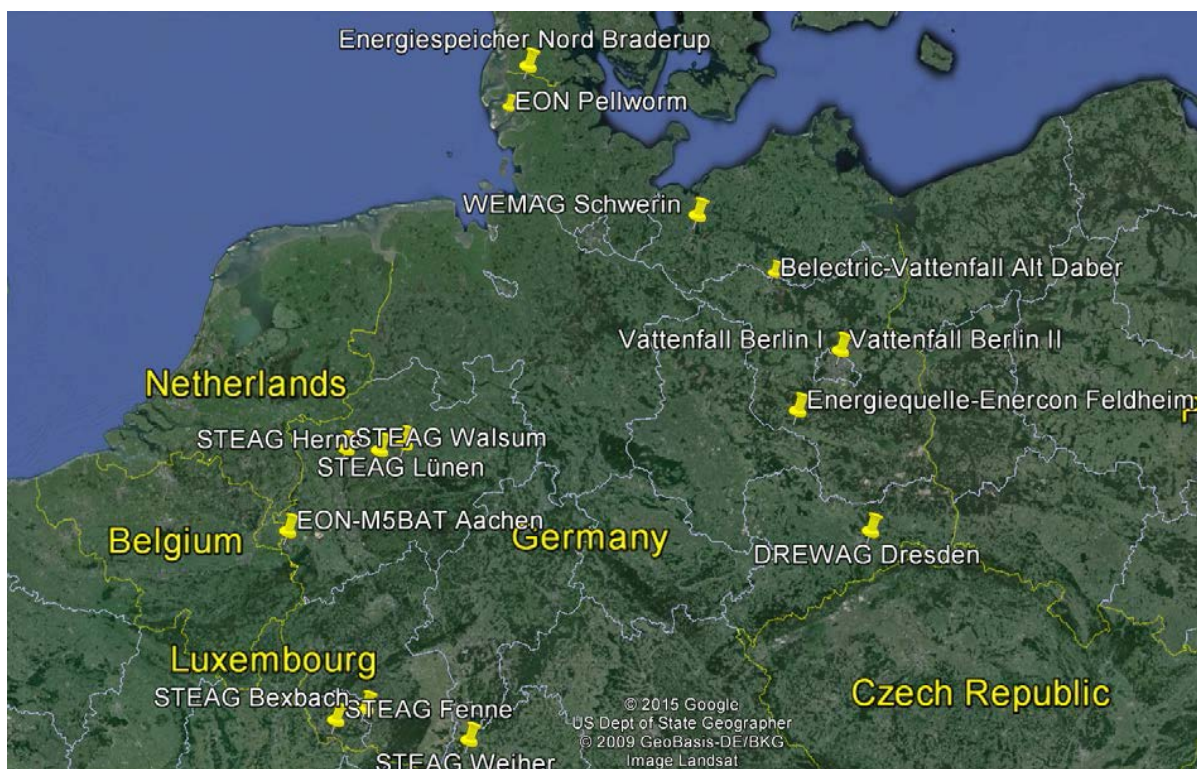 Energiespeicher Nord Braderup
EON Pellworm
WEMAG Schwerin
Belectric-Vattenfall Alt Daber
Vattenfall Berlin I
Vattenfall Berlin II
Netherlands
Energiequelle-Enercon Feldheim
STEAG Herne
STEAG Walsum
STEAG Lünen
EON-M5BAT Aachen
Belgium
Germany
DREWAG Dresden
Luxembourg
STEAG Bexbach
STEAG Fenne
Czech Republic
© 2015 Google
US Dept of State Geographer
© 2009 GeoBasis-DE/BKG
Image Landsat
STEAG Weiher